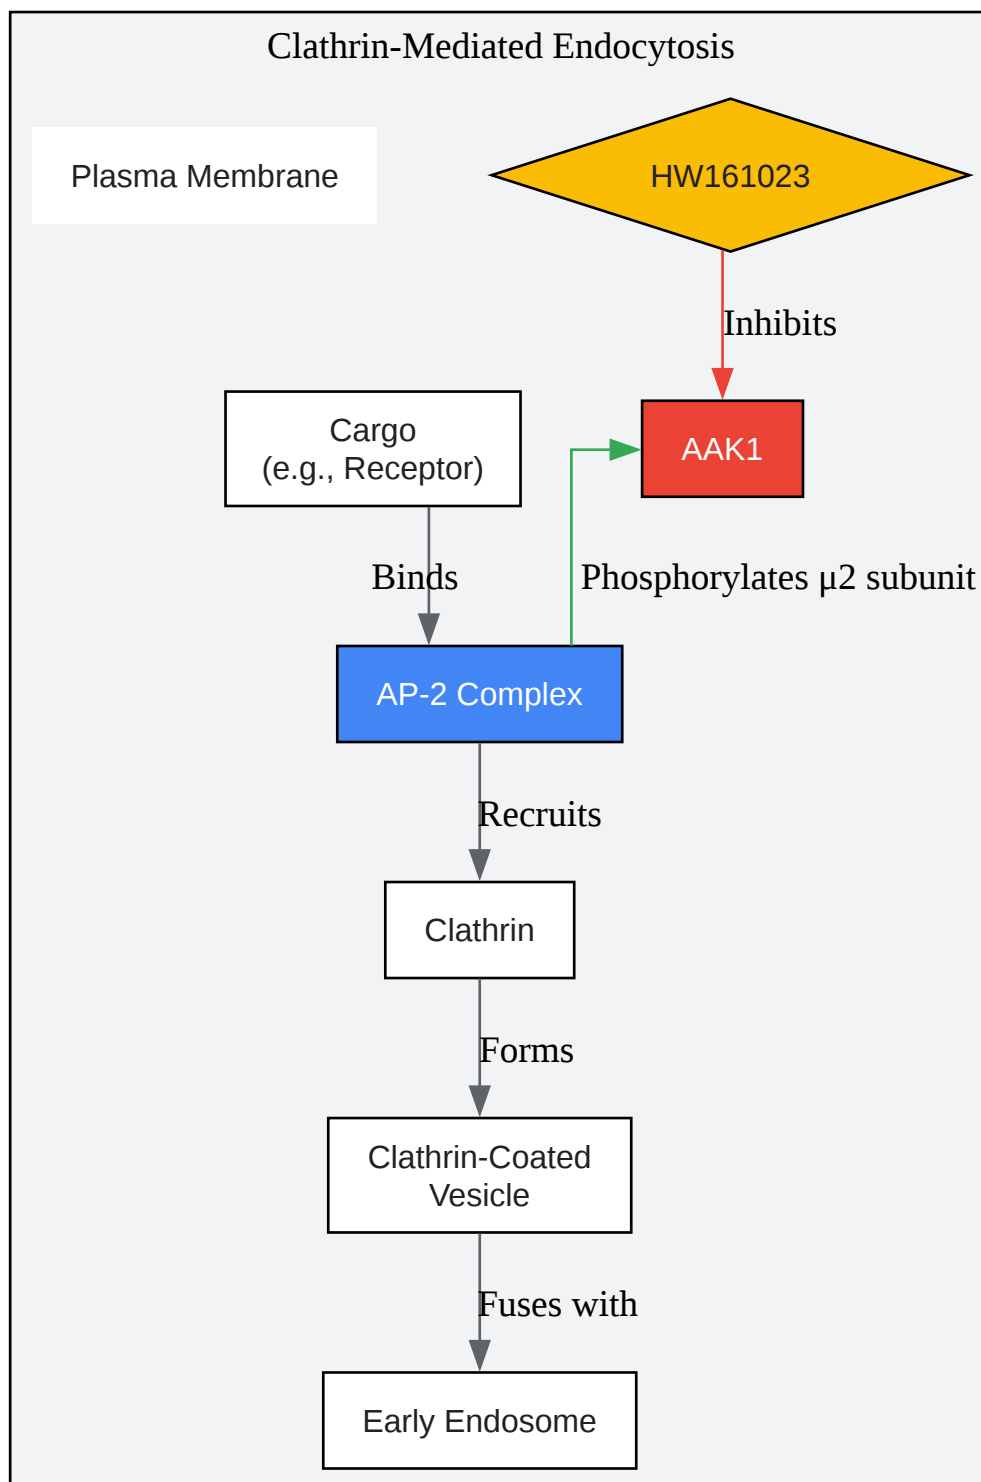 Clathrin-Mediated Endocytosis
Plasma Membrane
HW161023
Inhibits
Cargo
(e.g., Receptor)
AAK1
Binds
Phosphorylates μ2 subunit
AP-2 Complex
Recruits
Clathrin
Forms
Clathrin-Coated
Vesicle
Fuses with
Early Endosome